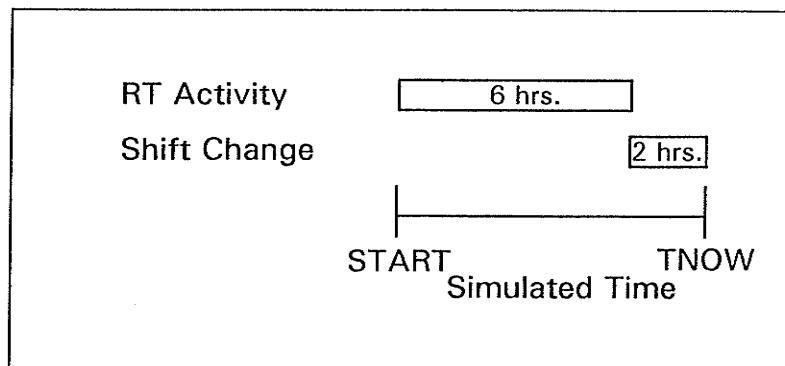 RT Activity 6 hrs.
Shift Change 2 hrs.
START TNOW
Simulated Time